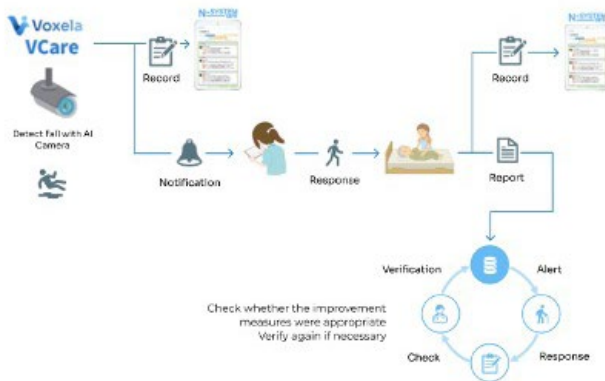 Voxela
VCare
Detect Fall with AI
Camera
Record
N-SYSTEM
Notification
Response
Record
N-SYSTEM
Report
Verification
Alert
Check whether the improvement
measures were appropriate
Verify again if necessary
Check
Response